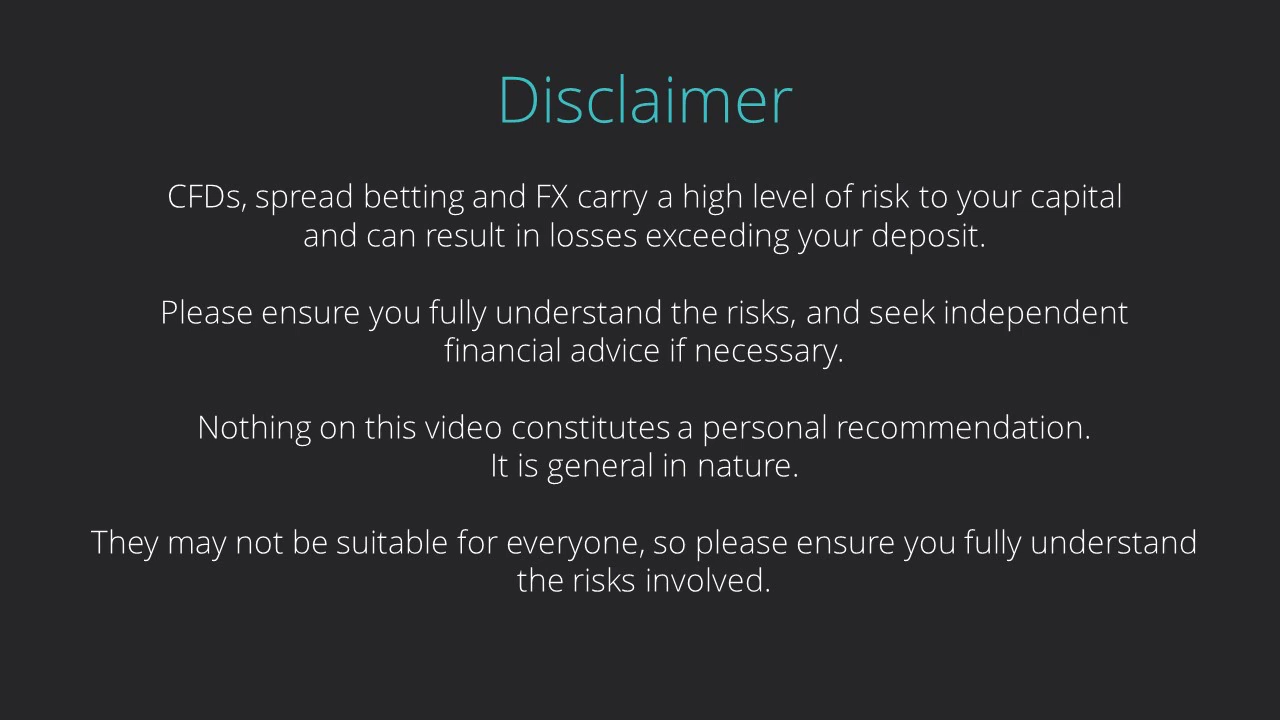 Disclaimer
CFDs, spread betting and FX carry a high level of risk to your capital
and can result in losses exceeding your deposit.
Please ensure you fully understand the risks, and seek independent
financial advice if necessary.
Nothing on this video constitutes a personal recommendation.
It is general in nature.
They may not be suitable for everyone, so please ensure you fully understand
the risks involved.